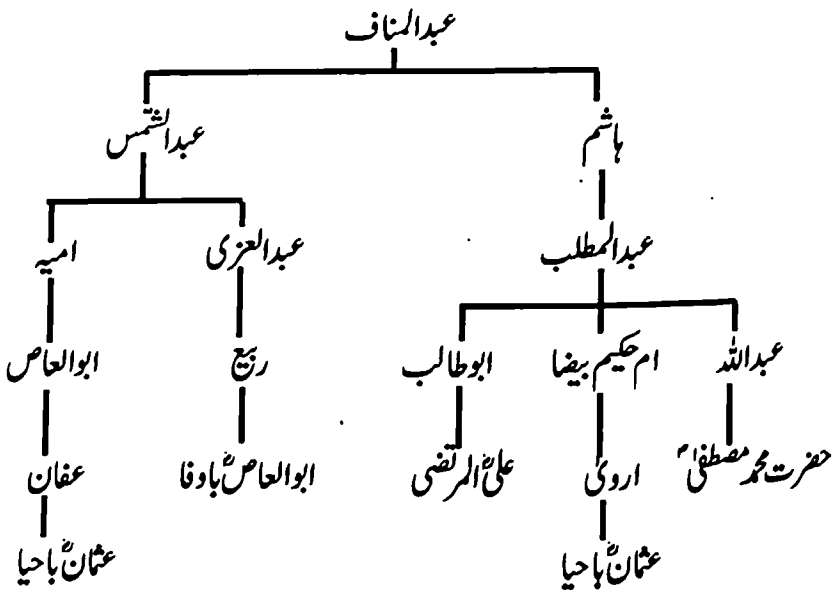 عبدالمناف
ہاشم
عبدالشمس
عبدالمطلب
عبدالعزی
امیہ
عبداللہ
ام حکیم بیضا
ابوطالب
ربیع
ابوالعاص
حضرت محمد مصطفیٰ ؐ
ارویٰ
علیؓ المرتضی
ابوالعاصؓ باوفا
عفان
عثمانؓ باحیا
عثمانؓ باحیا